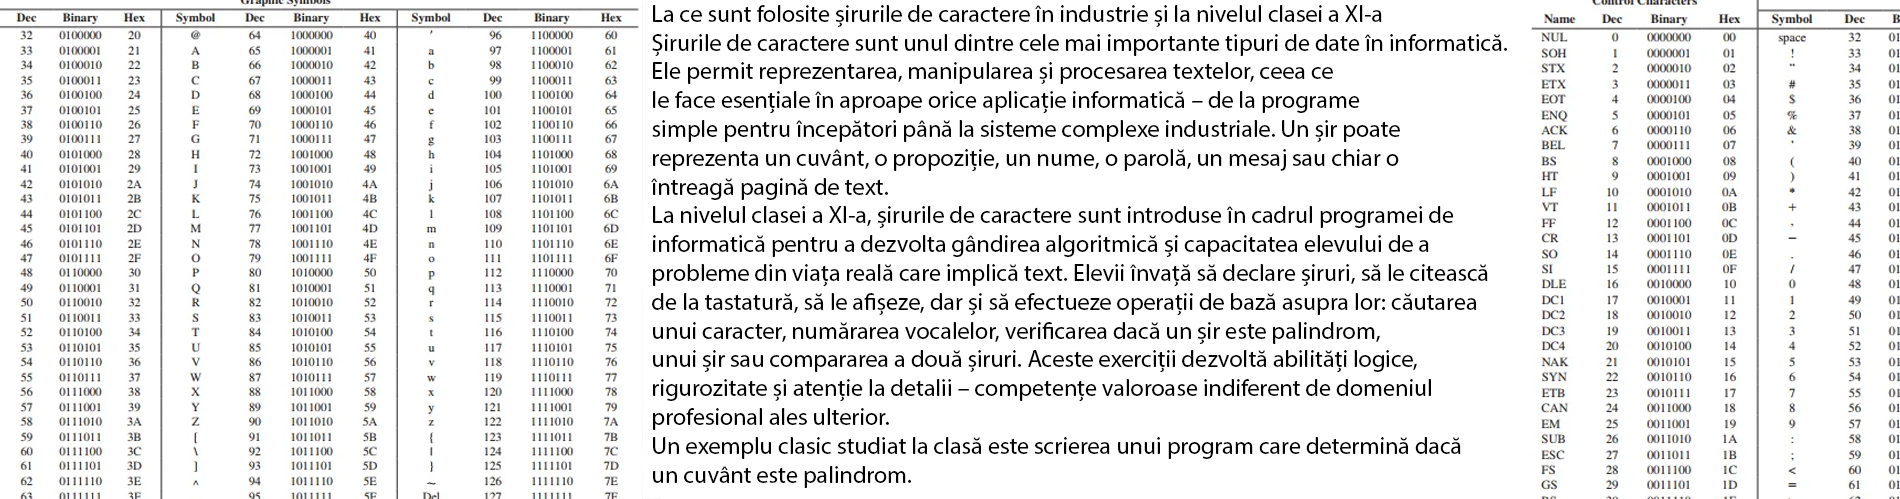 Graphic Symbols
Dec Binary Hex Symbol Dec Binary Hex Symbol Dec Binary Hex
32 0100000 20 @ 64 1000000 40 ′ 96 1100000 60
33 0100001 21 A 65 1000001 41 a 97 1100001 61
34 0100010 22 B 66 1000010 42 b 98 1100010 62
35 0100011 23 C 67 1000011 43 c 99 1100011 63
36 0100100 24 D 68 1000100 44 d 100 1100100 64
37 0100101 25 E 69 1000101 45 e 101 1100101 65
38 0100110 26 F 70 1000110 46 f 102 1100110 66
39 0100111 27 G 71 1000111 47 g 103 1100111 67
40 0101000 28 H 72 1001000 48 h 104 1101000 68
41 0101001 29 I 73 1001001 49 i 105 1101001 69
42 0101010 2A J 74 1001010 4A j 106 1101010 6A
43 0101011 2B K 75 1001011 4B k 107 1101011 6B
44 0101100 2C L 76 1001100 4C l 108 1101100 6C
45 0101101 2D M 77 1001101 4D m 109 1101101 6D
46 0101110 2E N 78 1001110 4E n 110 1101110 6E
47 0101111 2F O 79 1001111 4F o 111 1101111 6F
48 0110000 30 P 80 1010000 50 p 112 1110000 70
49 0110001 31 Q 81 1010001 51 q 113 1110001 71
50 0110010 32 R 82 1010010 52 r 114 1110010 72
51 0110011 33 S 83 1010011 53 s 115 1110011 73
52 0110100 34 T 84 1010100 54 t 116 1110100 74
53 0110101 35 U 85 1010101 55 u 117 1110101 75
54 0110110 36 V 86 1010110 56 v 118 1110110 76
55 0110111 37 W 87 1010111 57 w 119 1110111 77
56 0111000 38 X 88 1011000 58 x 120 1111000 78
57 0111001 39 Y 89 1011001 59 y 121 1111001 79
58 0111010 3A Z 90 1011010 5A z 122 1111010 7A
59 0111011 3B [ 91 1011011 5B { 123 1111011 7B
60 0111100 3C \ 92 1011100 5C | 124 1111100 7C
61 0111101 3D ] 93 1011101 5D } 125 1111101 7D
62 0111110 3E ^ 94 1011110 5E ~ 126 1111110 7E
63 0111111 3F 95 1011111 5F Del 127 1111111 7F
La ce sunt folosite șirurile de caractere în industrie și la nivelul clasei a XI-a
Șirurile de caractere sunt unul dintre cele mai importante tipuri de date în informatică.
Ele permit reprezentarea, manipularea și procesarea textelor, ceea ce
le face esențiale în aproape orice aplicație informatică – de la programe
simple pentru începători până la sisteme complexe industriale. Un șir poate
reprezenta un cuvânt, o propoziție, un nume, o parolă, un mesaj sau chiar o
întreagă pagină de text.
La nivelul clasei a XI-a, șirurile de caractere sunt introduse în cadrul programei de
informatică pentru a dezvolta gândirea algoritmică și capacitatea elevului de a
probleme din viața reală care implică text. Elevii învață să declare șiruri, să le citească
de la tastatură, să le afișeze, dar și să efectueze operații de bază asupra lor: căutarea
unui caracter, numărarea vocalelor, verificarea dacă un șir este palindrom,
unui șir sau compararea a două șiruri. Aceste exerciții dezvoltă abilități logice,
rigurozitate și atenție la detalii – competențe valoroase indiferent de domeniul
profesional ales ulterior.
Un exemplu clasic studiat la clasă este scrierea unui program care determină dacă
un cuvânt este palindrom.
Control Characters
Name Dec Binary Hex Symbol Dec B
NUL 0 0000000 00 space 32 01
SOH 1 0000001 01 ! 33 01
STX 2 0000010 02 " 34 01
ETX 3 0000011 03 # 35 01
EOT 4 0000100 04 $ 36 01
ENQ 5 0000101 05 % 37 01
ACK 6 0000110 06 & 38 01
BEL 7 0000111 07 ' 39 01
BS 8 0001000 08 ( 40 01
HT 9 0001001 09 ) 41 01
LF 10 0001010 0A * 42 01
VT 11 0001011 0B + 43 01
FF 12 0001100 0C , 44 01
CR 13 0001101 0D – 45 01
SO 14 0001110 0E . 46 01
SI 15 0001111 0F / 47 01
DLE 16 0010000 10 0 48 01
DC1 17 0010001 11 1 49 01
DC2 18 0010010 12 2 50 01
DC3 19 0010011 13 3 51 01
DC4 20 0010100 14 4 52 01
NAK 21 0010101 15 5 53 01
SYN 22 0010110 16 6 54 01
ETB 23 0010111 17 7 55 01
CAN 24 0011000 18 8 56 01
EM 25 0011001 19 9 57 01
SUB 26 0011010 1A : 58 01
ESC 27 0011011 1B ; 59 01
FS 28 0011100 1C < 60 01
GS 29 0011101 1D = 61 01